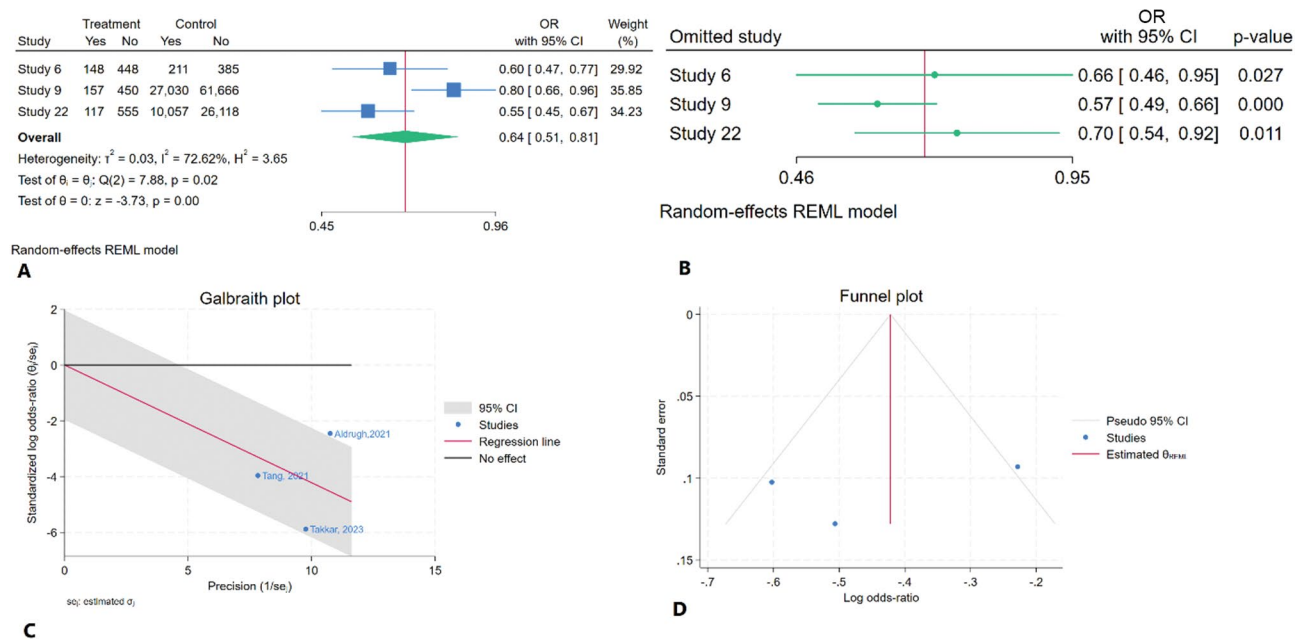 Treatment Control OR Weight
Study Yes No Yes No with 95% CI (%)
Study 6 148 448 211 385 0.60 [ 0.47, 0.77] 29.92
Study 9 157 450 27,030 61,666 0.80 [ 0.66, 0.96] 35.85
Study 22 117 555 10,057 26,118 0.55 [ 0.45, 0.67] 34.23
Overall 0.64 [ 0.51, 0.81]
Heterogeneity: τ² = 0.03, I² = 72.62%, H² = 3.65
Test of θᵢ = θⱼ: Q(2) = 7.88, p = 0.02
Test of θ = 0: z = -3.73, p = 0.00
0.45 0.96
Random-effects REML model
A
OR
Omitted study with 95% CI p-value
Study 6 0.66 [ 0.46, 0.95] 0.027
Study 9 0.57 [ 0.49, 0.66] 0.000
Study 22 0.70 [ 0.54, 0.92] 0.011
0.46 0.95
Random-effects REML model
B
Galbraith plot
Standardized log odds-ratio (θⱼ/seⱼ)
2
0
-2
-4
-6
Aldrugh,2021
Tang, 2021
Takkar, 2023
0 5 10 15
Precision (1/seⱼ)
seⱼ: estimated σⱼ
95% CI
Studies
Regression line
No effect
C
Funnel plot
Standard error
0
.05
.1
.15
-.7 -.6 -.5 -.4 -.3 -.2
Log odds-ratio
Pseudo 95% CI
Studies
Estimated θREML
D